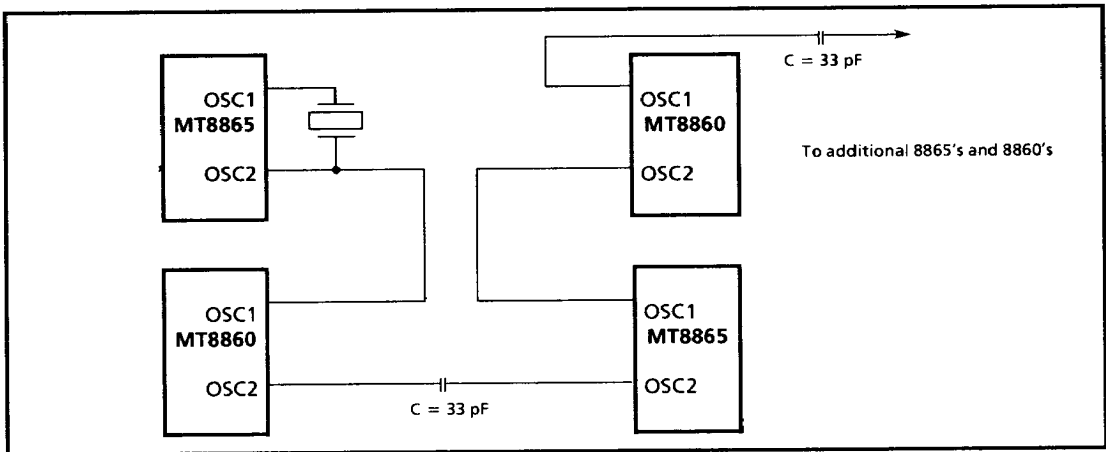 OSC1
MT8865
OSC2
OSC1
MT8860
OSC2
C = 33 pF
OSC1
MT8860
OSC2
C = 33 pF
To additional 8865's and 8860's
OSC1
MT8865
OSC2